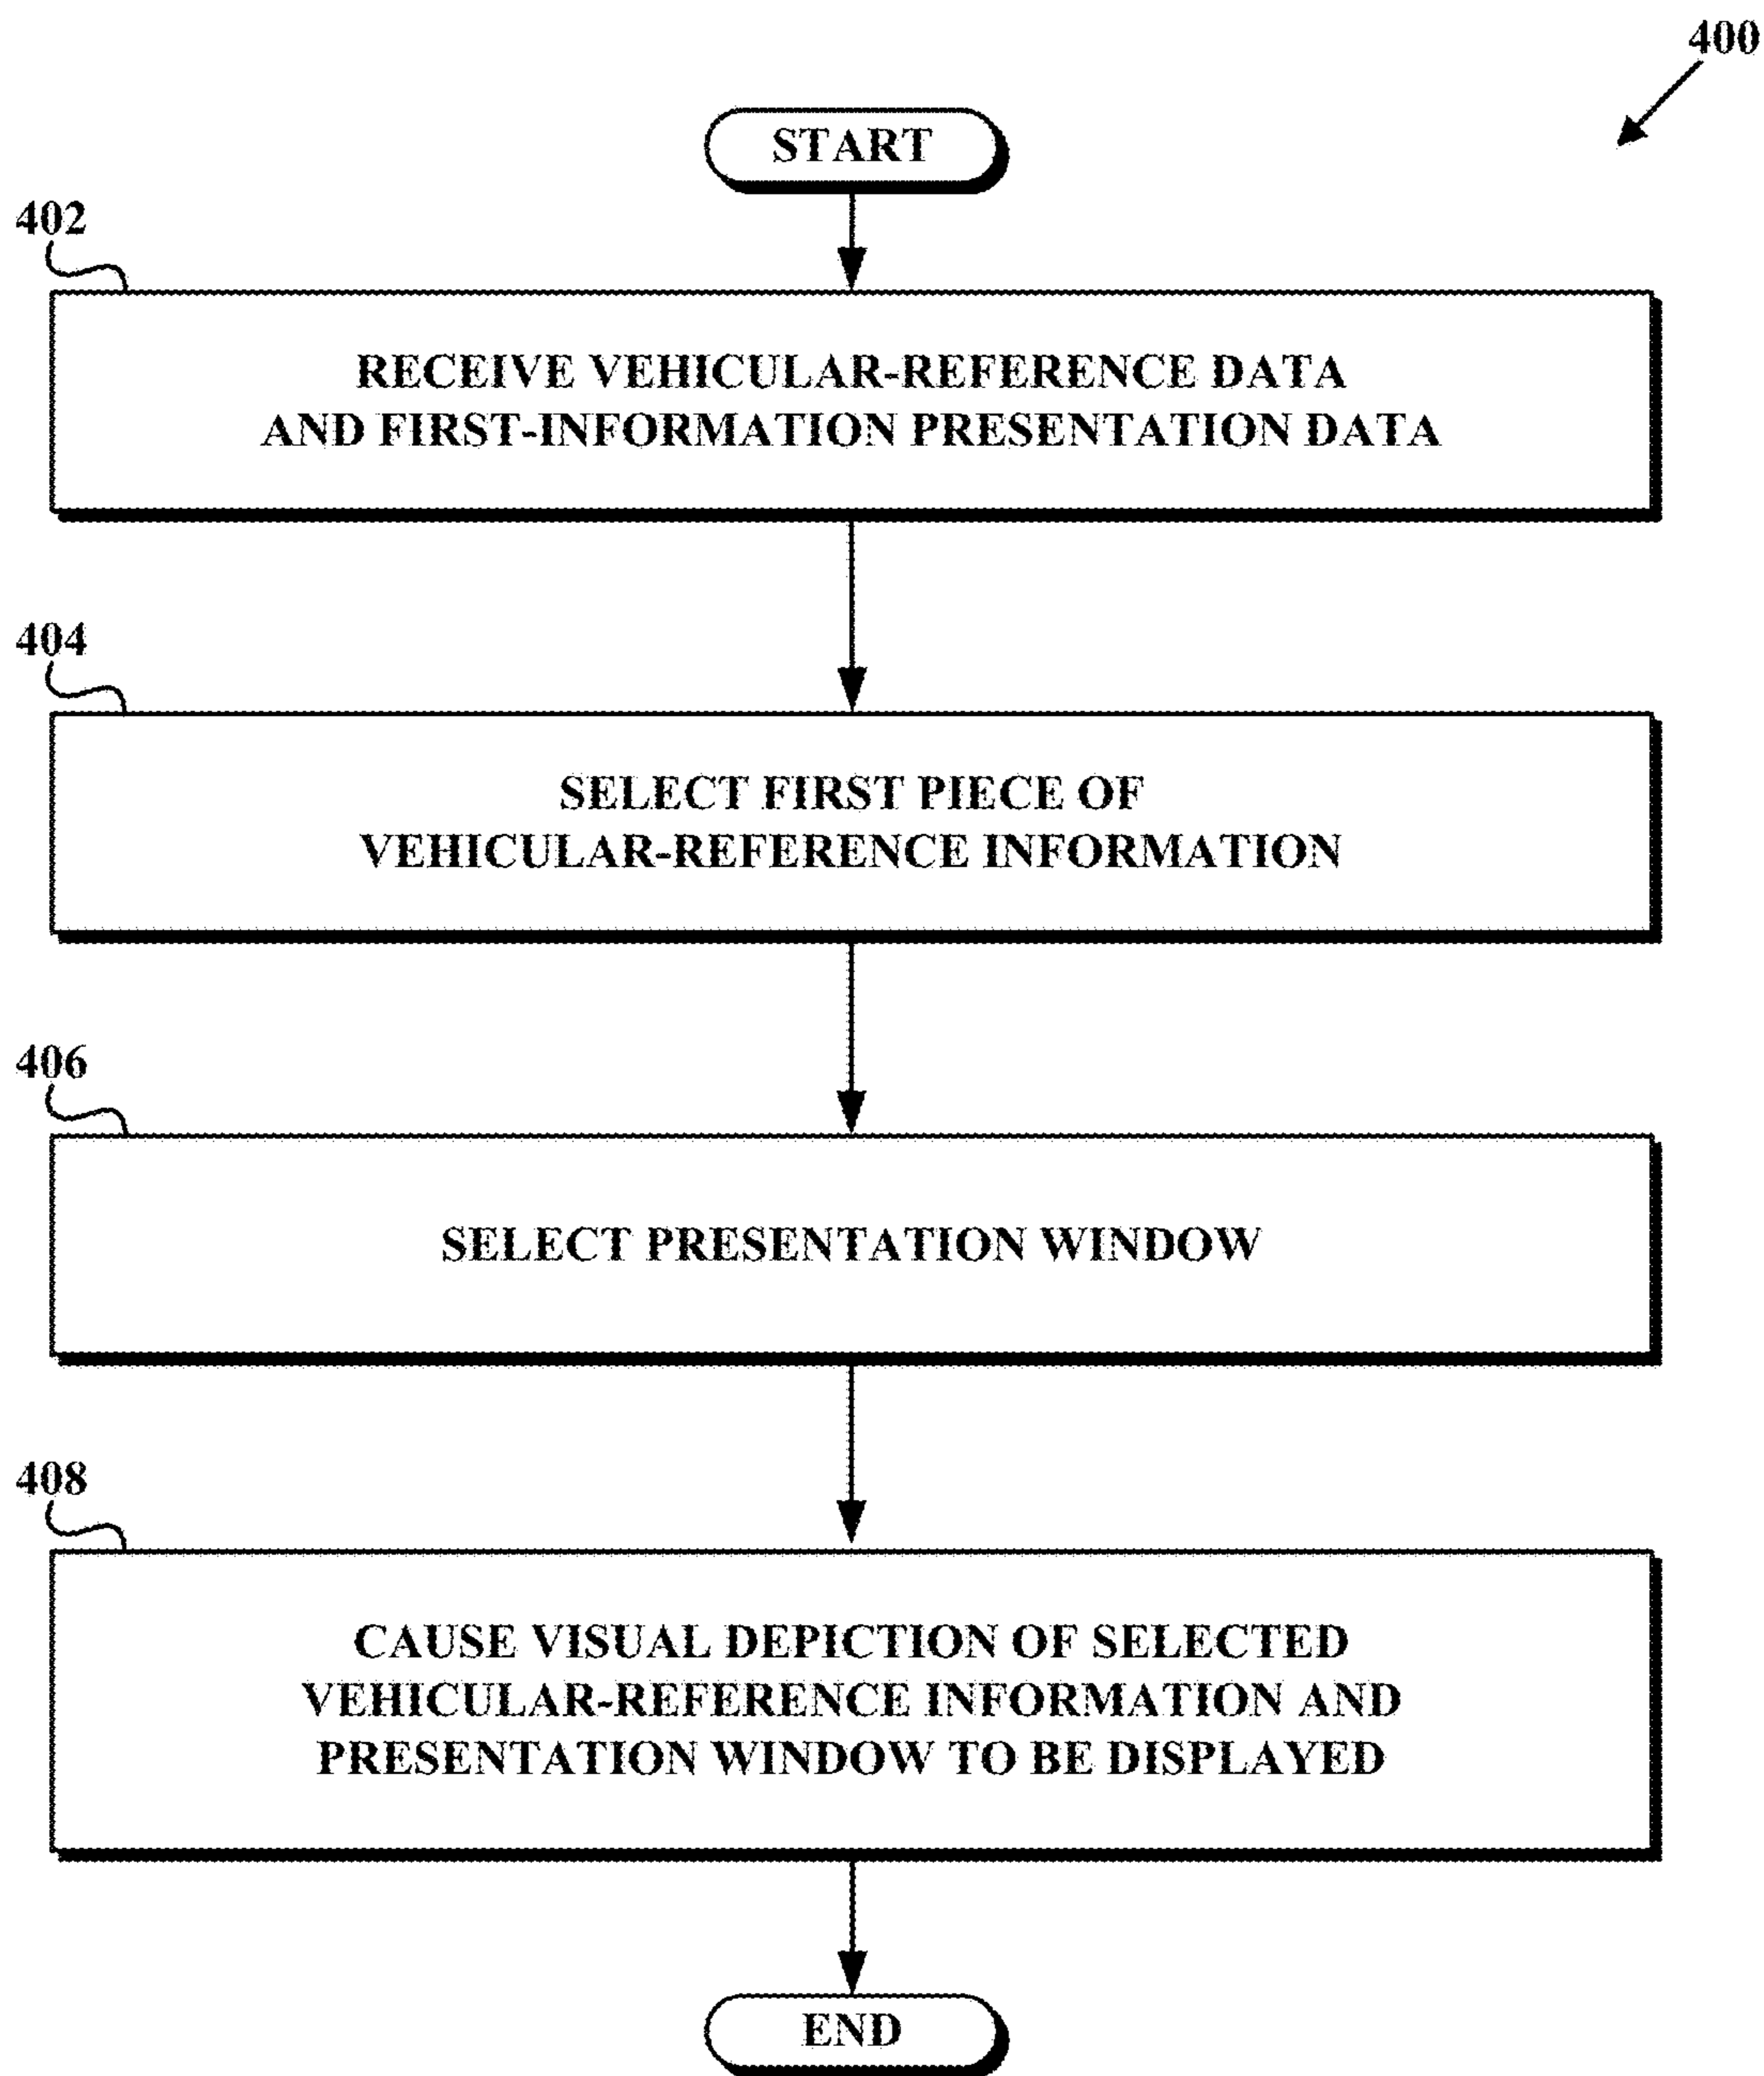 400
START
402
RECEIVE VEHICULAR-REFERENCE DATA
AND FIRST-INFORMATION PRESENTATION DATA
404
SELECT FIRST PIECE OF
VEHICULAR-REFERENCE INFORMATION
406
SELECT PRESENTATION WINDOW
408
CAUSE VISUAL DEPICTION OF SELECTED
VEHICULAR-REFERENCE INFORMATION AND
PRESENTATION WINDOW TO BE DISPLAYED
END